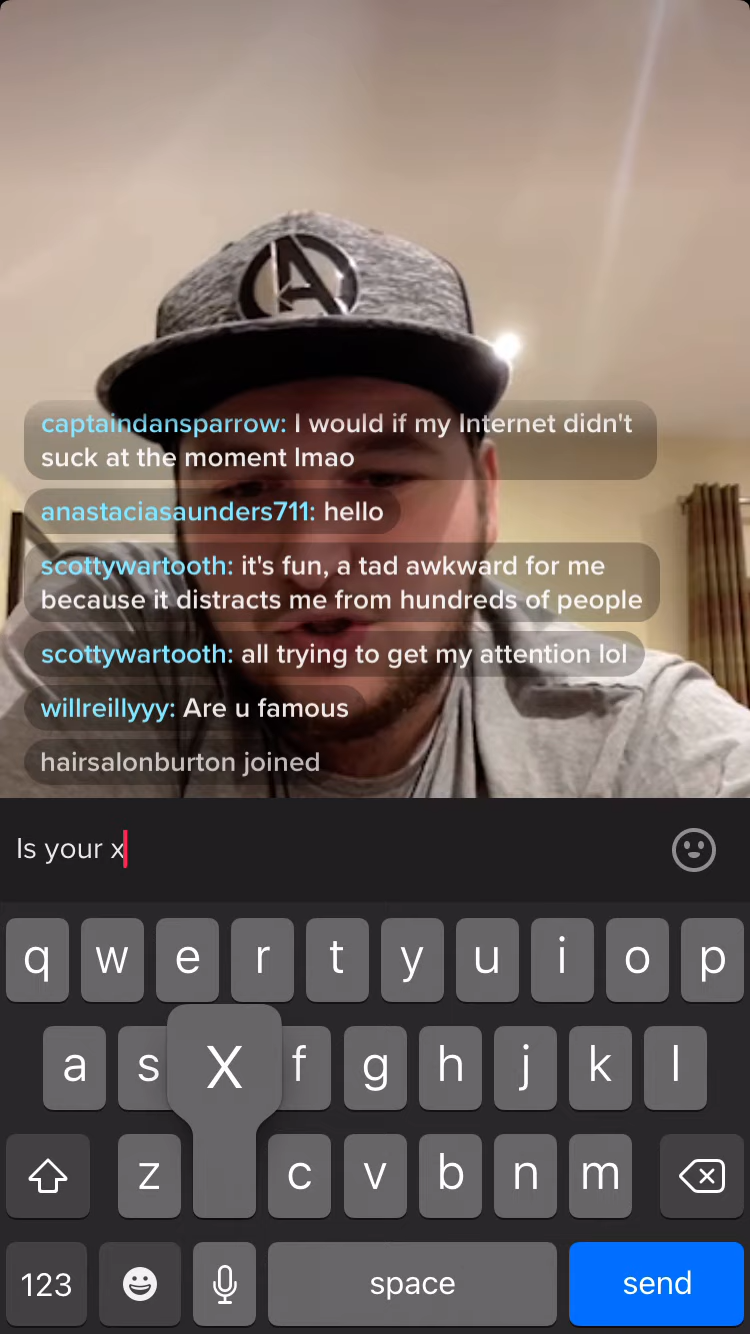 A
captaindansparrow: I would if my Internet didn't
suck at the moment lmao
anastaciasaunders711: hello
scottywartooth: it's fun, a tad awkward for me
because it distracts me from hundreds of people
scottywartooth: all trying to get my attention lol
willreillyyy: Are u famous
hairsalonburton joined
Is your x
q w e r t y u i o p
a s X f g h j k l
z c v b n m
123 space send